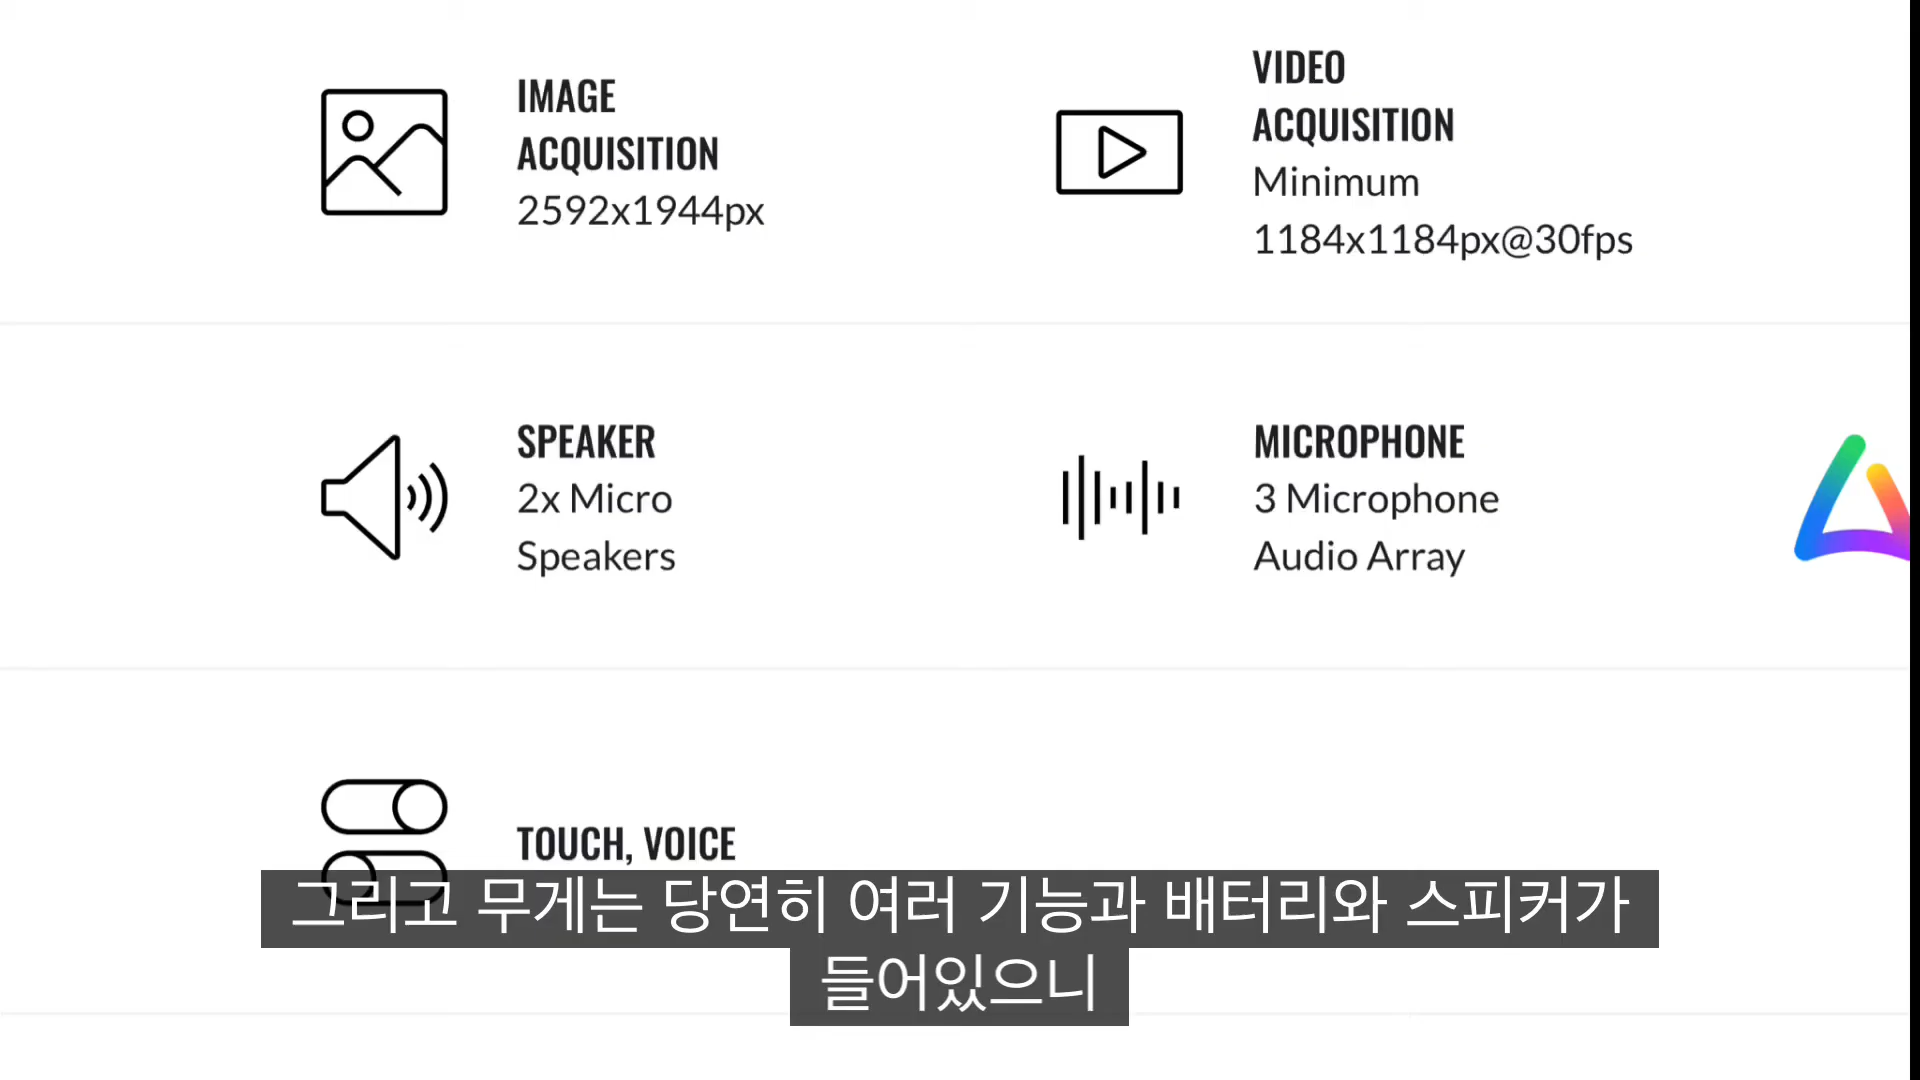 IMAGE
ACQUISITION
2592x1944px
VIDEO
ACQUISITION
Minimum
1184x1184px@30fps
SPEAKER
2x Micro
Speakers
MICROPHONE
3 Microphone
Audio Array
TOUCH, VOICE
그리고 무게는 당연히 여러 기능과 배터리와 스피커가
들어있으니